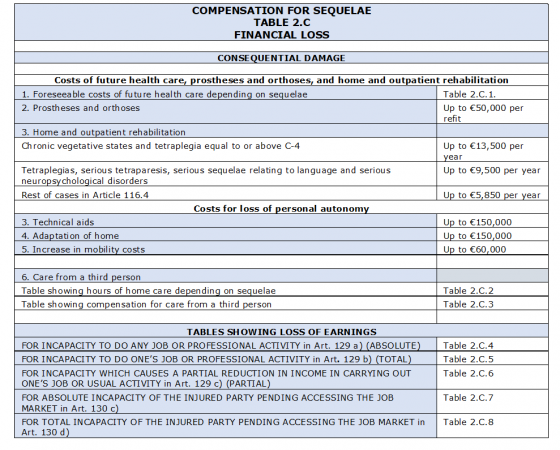 COMPENSATION FOR SEQUELAE
TABLE 2.C
FINANCIAL LOSS
CONSEQUENTIAL DAMAGE
Costs of future health care, prostheses and orthoses, and home and outpatient rehabilitation
1. Foreseeable costs of future health care depending on sequelae Table 2.C.1.
2. Prostheses and orthoses Up to €50,000 per
refit
3. Home and outpatient rehabilitation
Chronic vegetative states and tetraplegia equal to or above C-4 Up to €13,500 per
year
Tetraplegias, serious tetraparesis, serious sequelae relating to language and serious Up to €9,500 per year
neuropsychological disorders
Rest of cases in Article 116.4 Up to €5,850 per year
Costs for loss of personal autonomy
3. Technical aids Up to €150,000
4. Adaptation of home Up to €150,000
5. Increase in mobility costs Up to €60,000
6. Care from a third person
Table showing hours of home care depending on sequelae Table 2.C.2
Table showing compensation for care from a third person Table 2.C.3
TABLES SHOWING LOSS OF EARNINGS
FOR INCAPACITY TO DO ANY JOB OR PROFESSIONAL ACTIVITY in Art. 129 a) (ABSOLUTE) Table 2.C.4
FOR INCAPACITY TO DO ONE'S JOB OR PROFESSIONAL ACTIVITY in Art. 129 b) (TOTAL) Table 2.C.5
FOR INCAPACITY WHICH CAUSES A PARTIAL REDUCTION IN INCOME IN CARRYING OUT Table 2.C.6
ONE'S JOB OR USUAL ACTIVITY in Art. 129 c) (PARTIAL)
FOR ABSOLUTE INCAPACITY OF THE INJURED PARTY PENDING ACCESSING THE JOB Table 2.C.7
MARKET in Art. 130 c)
FOR TOTAL INCAPACITY OF THE INJURED PARTY PENDING ACCESSING THE JOB MARKET in Table 2.C.8
Art. 130 d)